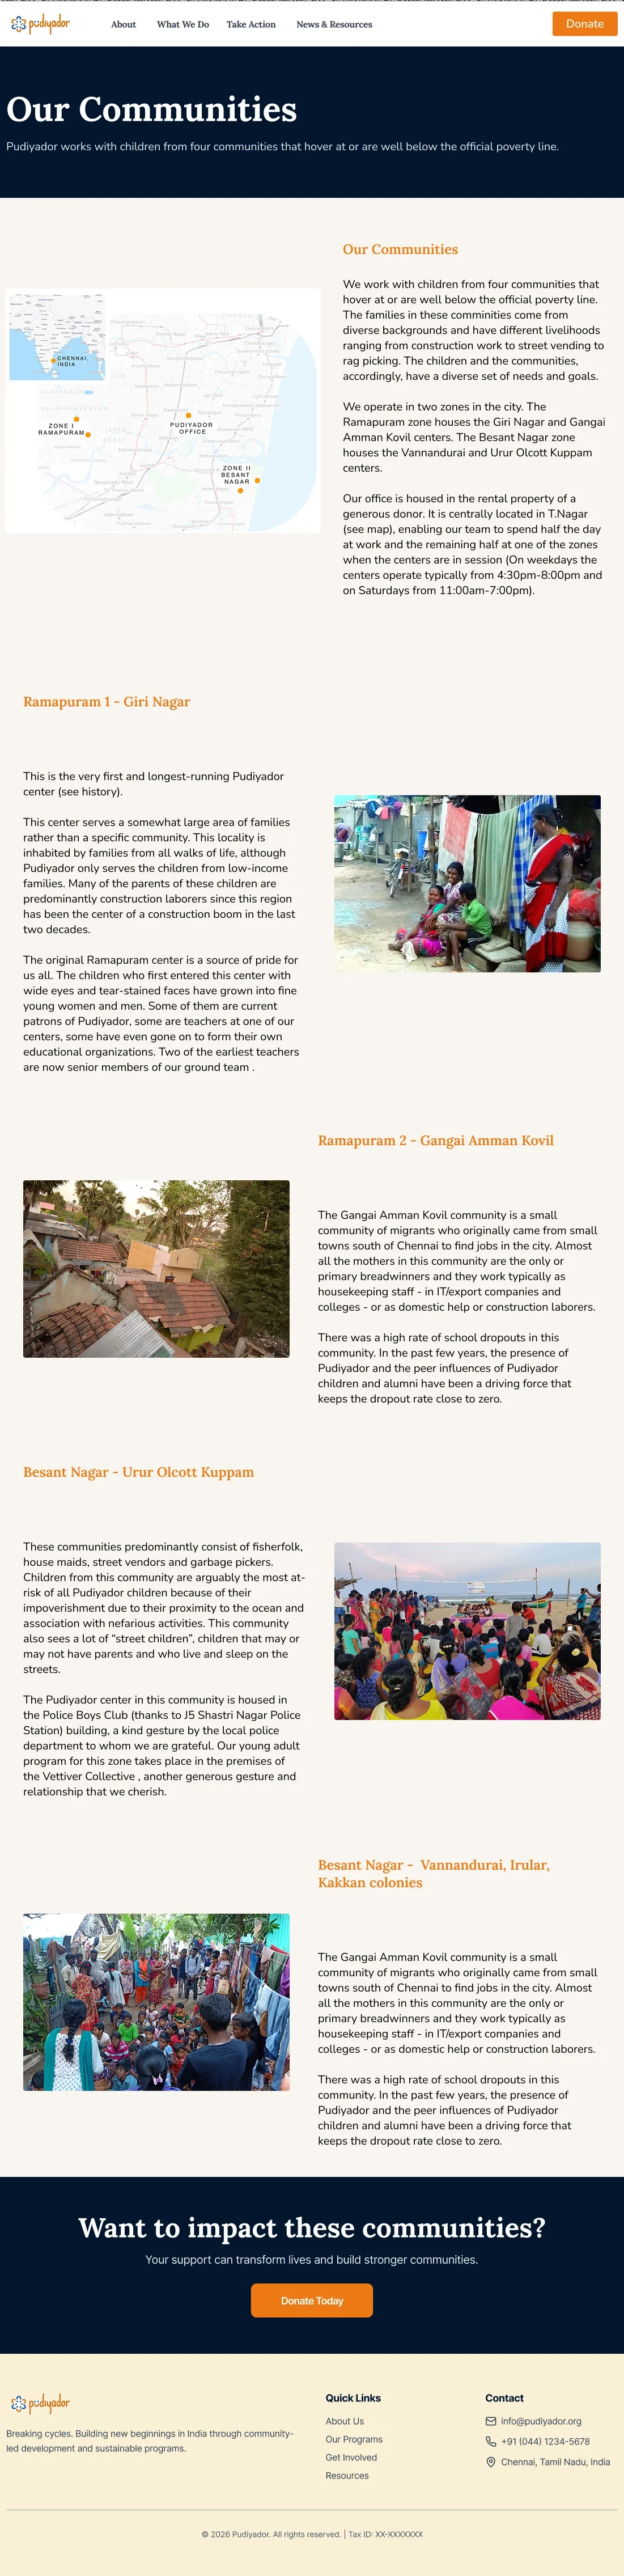 pudiyador
About
What We Do
Take Action
News & Resources
Donate
Our Communities
Pudiyador works with children from four communities that hover at or are well below the official poverty line.
CHENNAI,
INDIA
ZONE I
RAMAPURAM
PUDIYADOR
OFFICE
ZONE II
BESANT
NAGAR
Our Communities
We work with children from four communities that
hover at or are well below the official poverty line.
The families in these comminities come from
diverse backgrounds and have different livelihoods
ranging from construction work to street vending to
rag picking. The children and the communities,
accordingly, have a diverse set of needs and goals.
We operate in two zones in the city. The
Ramapuram zone houses the Giri Nagar and Gangai
Amman Kovil centers. The Besant Nagar zone
houses the Vannandurai and Urur Olcott Kuppam
centers.
Our office is housed in the rental property of a
generous donor. It is centrally located in T.Nagar
(see map), enabling our team to spend half the day
at work and the remaining half at one of the zones
when the centers are in session (On weekdays the
centers operate typically from 4:30pm-8:00pm and
on Saturdays from 11:00am-7:00pm).
Ramapuram 1 - Giri Nagar
This is the very first and longest-running Pudiyador
center (see history).
This center serves a somewhat large area of families
rather than a specific community. This locality is
inhabited by families from all walks of life, although
Pudiyador only serves the children from low-income
families. Many of the parents of these children are
predominantly construction laborers since this region
has been the center of a construction boom in the last
two decades.
The original Ramapuram center is a source of pride for
us all. The children who first entered this center with
wide eyes and tear-stained faces have grown into fine
young women and men. Some of them are current
patrons of Pudiyador, some are teachers at one of our
centers, some have even gone on to form their own
educational organizations. Two of the earliest teachers
are now senior members of our ground team .
Ramapuram 2 - Gangai Amman Kovil
The Gangai Amman Kovil community is a small
community of migrants who originally came from small
towns south of Chennai to find jobs in the city. Almost
all the mothers in this community are the only or
primary breadwinners and they work typically as
housekeeping staff - in IT/export companies and
colleges - or as domestic help or construction laborers.
There was a high rate of school dropouts in this
community. In the past few years, the presence of
Pudiyador and the peer influences of Pudiyador
children and alumni have been a driving force that
keeps the dropout rate close to zero.
Besant Nagar - Urur Olcott Kuppam
These communities predominantly consist of fisherfolk,
house maids, street vendors and garbage pickers.
Children from this community are arguably the most at-
risk of all Pudiyador children because of their
impoverishment due to their proximity to the ocean and
association with nefarious activities. This community
also sees a lot of “street children”, children that may or
may not have parents and who live and sleep on the
streets.
The Pudiyador center in this community is housed in
the Police Boys Club (thanks to J5 Shastri Nagar Police
Station) building, a kind gesture by the local police
department to whom we are grateful. Our young adult
program for this zone takes place in the premises of
the Vettiver Collective , another generous gesture and
relationship that we cherish.
Besant Nagar -  Vannandurai, Irular,
Kakkan colonies
The Gangai Amman Kovil community is a small
community of migrants who originally came from small
towns south of Chennai to find jobs in the city. Almost
all the mothers in this community are the only or
primary breadwinners and they work typically as
housekeeping staff - in IT/export companies and
colleges - or as domestic help or construction laborers.
There was a high rate of school dropouts in this
community. In the past few years, the presence of
Pudiyador and the peer influences of Pudiyador
children and alumni have been a driving force that
keeps the dropout rate close to zero.
Want to impact these communities?
Your support can transform lives and build stronger communities.
Donate Today
pudiyador
Breaking cycles. Building new beginnings in India through community-
led development and sustainable programs.
Quick Links
About Us
Our Programs
Get Involved
Resources
Contact
info@pudiyador.org
+91 (044) 1234-5678
Chennai, Tamil Nadu, India
© 2026 Pudiyador. All rights reserved. | Tax ID: XX-XXXXXXX